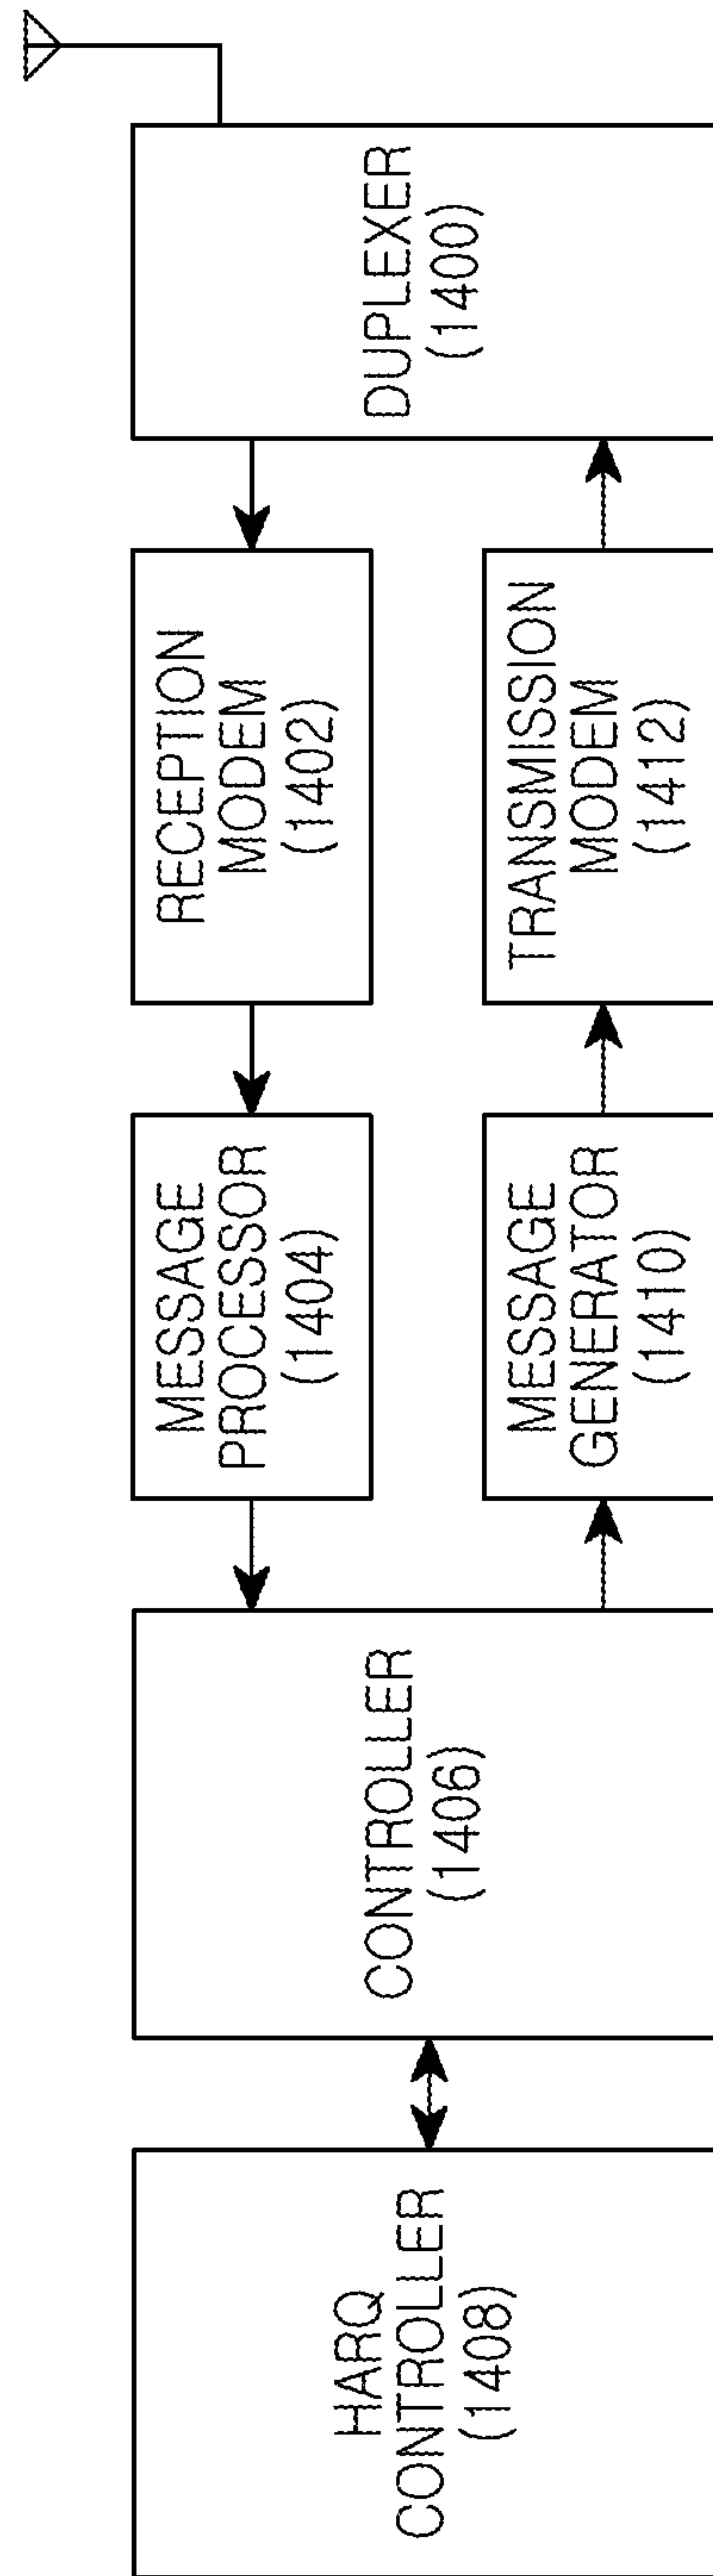 HARQ
CONTROLLER
(1408)
CONTROLLER
(1406)
MESSAGE
PROCESSOR
(1404)
RECEPTION
MODEM
(1402)
MESSAGE
GENERATOR
(1410)
TRANSMISSION
MODEM
(1412)
DUPLEXER
(1400)